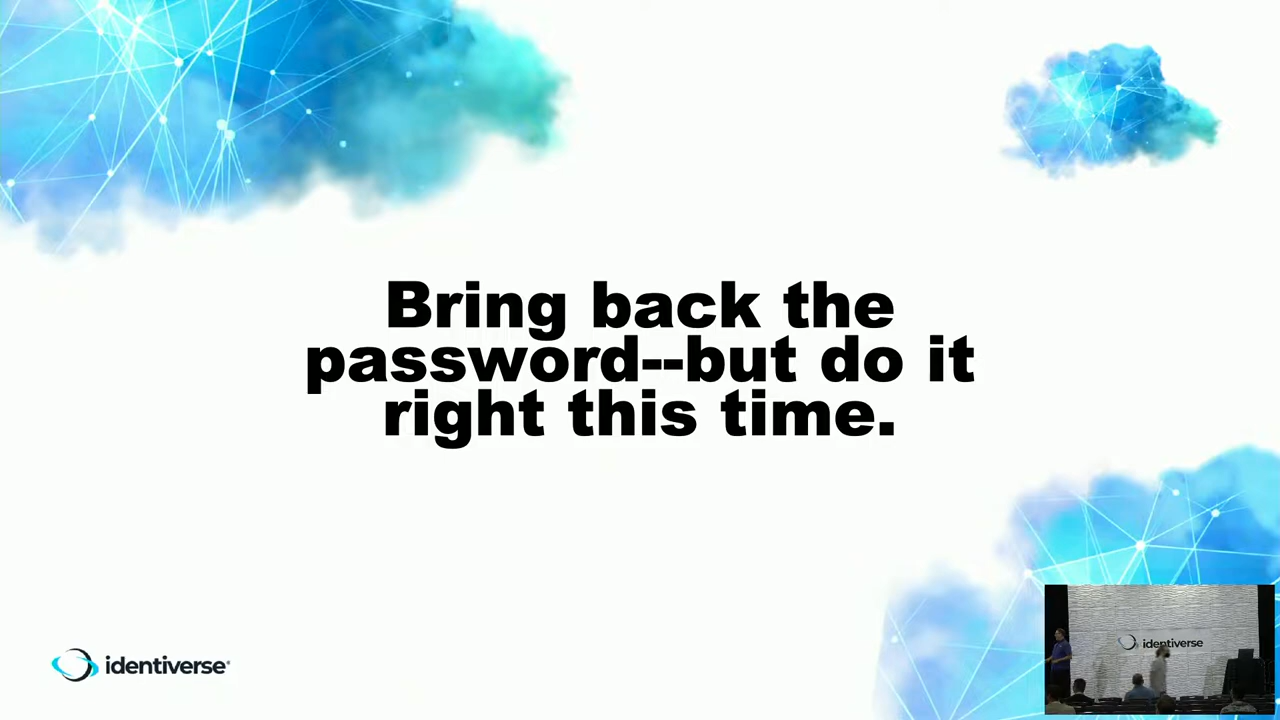 Bring back the
password--but do it
right this time.
identiverse®
identiverse